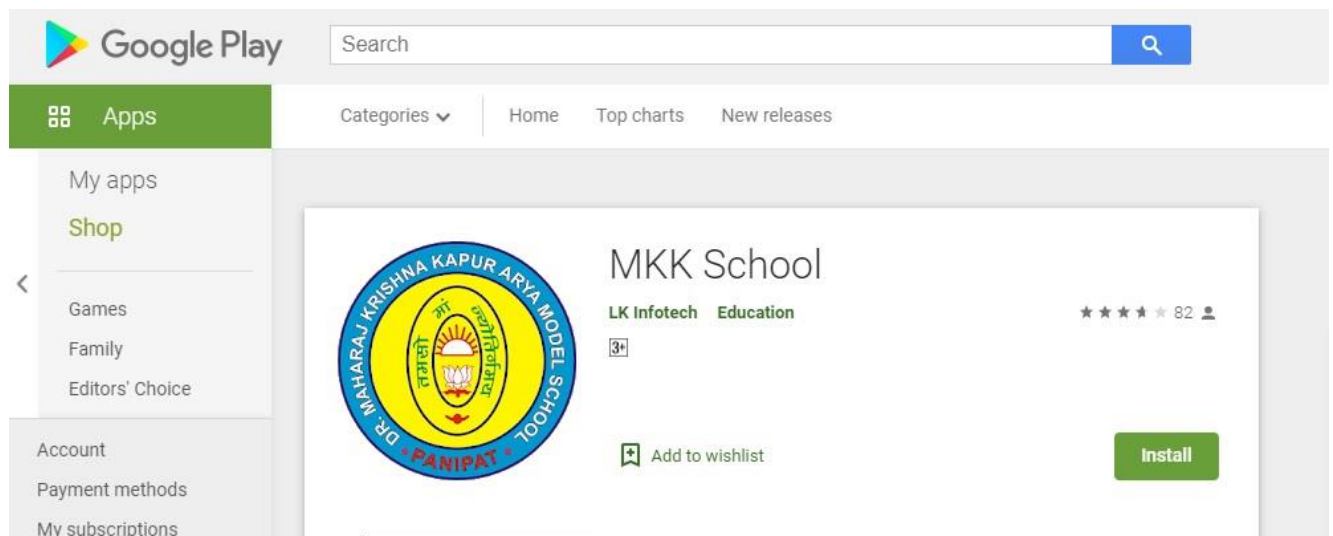 Google Play
Search
Apps
Categories
Home
Top charts
New releases
My apps
Shop
Games
Family
Editors' Choice
Account
Payment methods
My subscriptions
DR. MAHARAJ KRISHNA KAPUR ARYA MODEL SCHOOL
• PANIPAT •
तमसो मां ज्योतिर्गमय
MKK School
LK Infotech Education
82
3+
Add to wishlist
Install